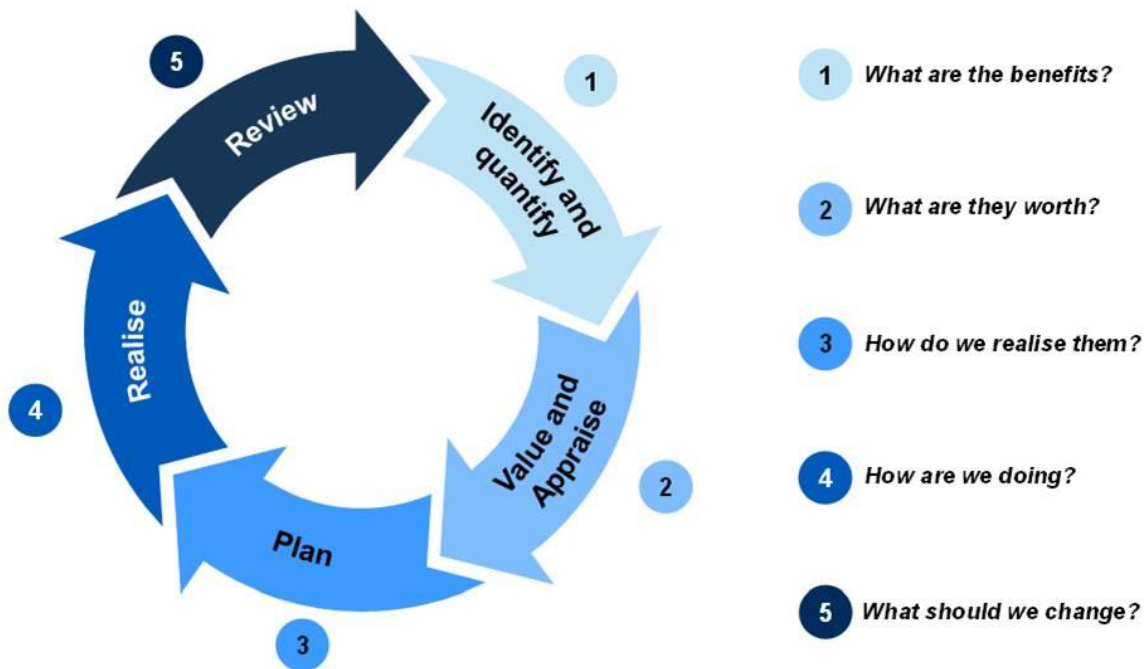 5
Review
1
Identify and
quantify
2
Value and
Appraise
3
Plan
4
Realise
1 What are the benefits?
2 What are they worth?
3 How do we realise them?
4 How are we doing?
5 What should we change?